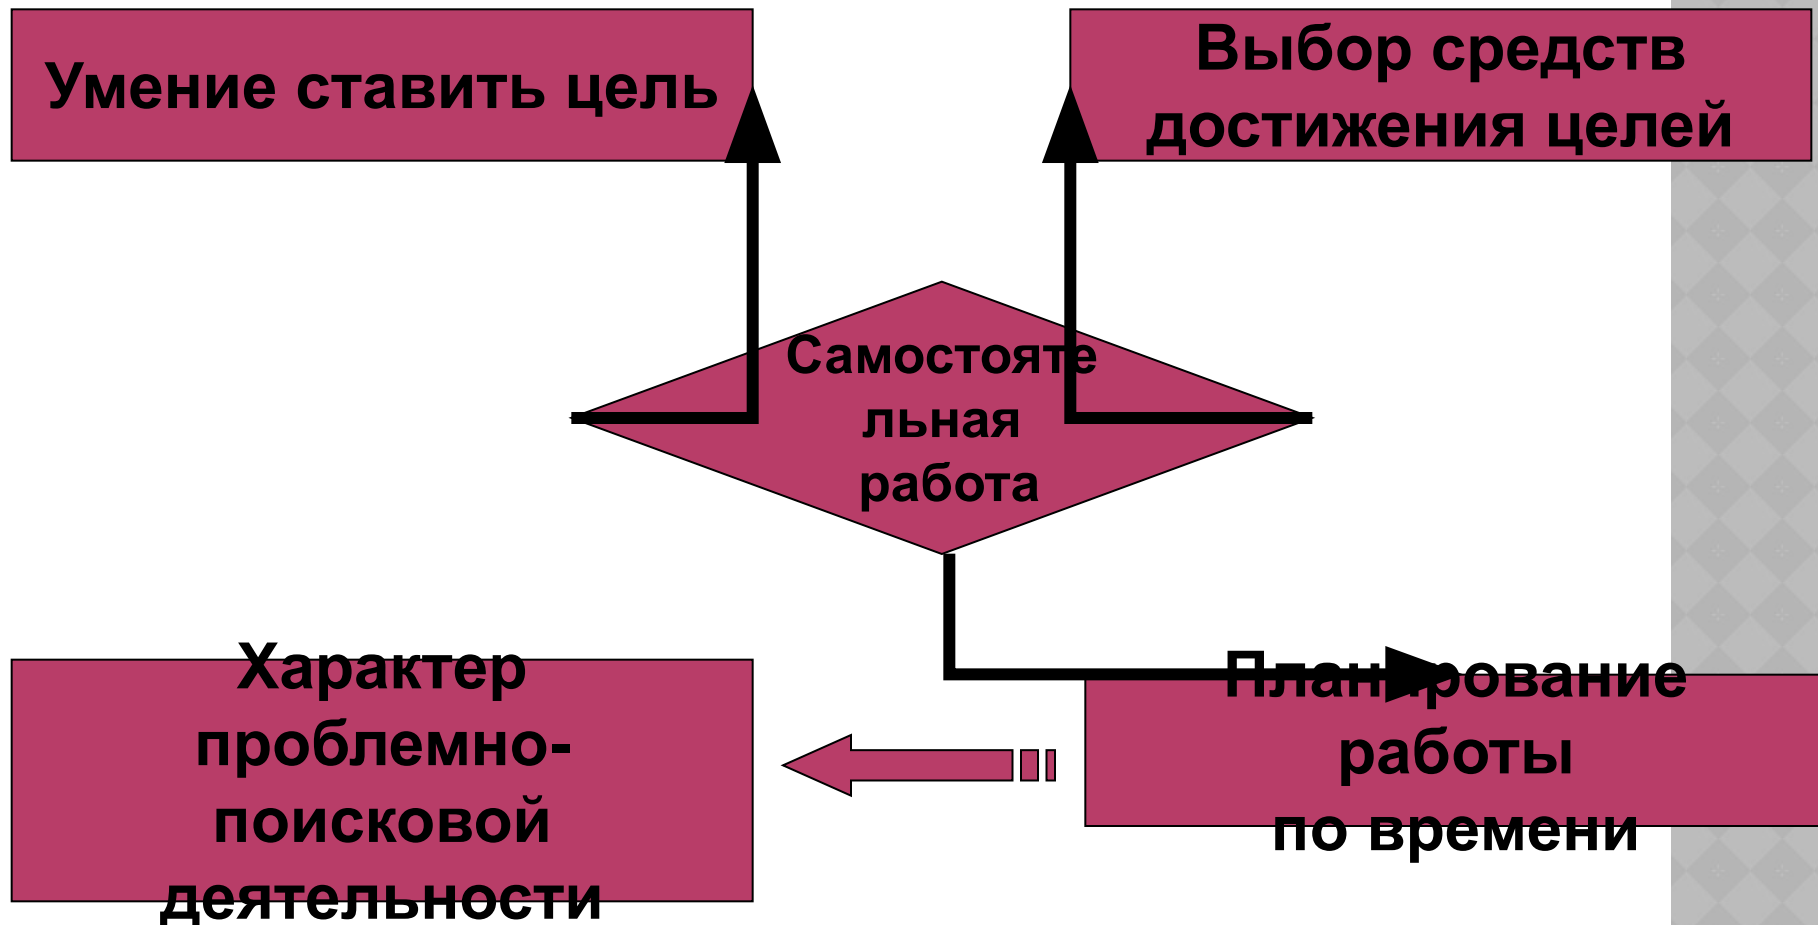 Умение ставить цель
Выбор средств
достижения целей
Самостояте
льная
работа
Характер
проблемно-
поисковой
деятельности
Планирование
работы
по времени